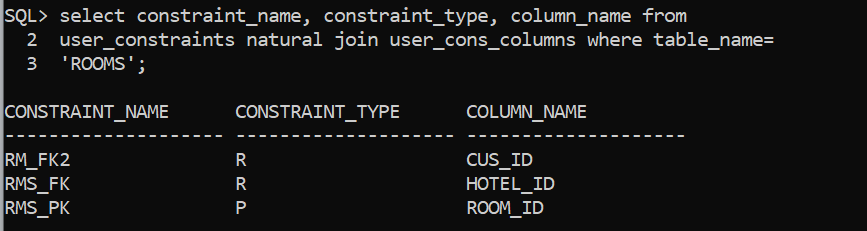 SQL> select constraint_name, constraint_type, column_name from
  2  user_constraints natural join user_cons_columns where table_name=
  3  'ROOMS';

CONSTRAINT_NAME      CONSTRAINT_TYPE      COLUMN_NAME
-------------------- -------------------- --------------------
RM_FK2               R                    CUS_ID
RMS_FK               R                    HOTEL_ID
RMS_PK               P                    ROOM_ID